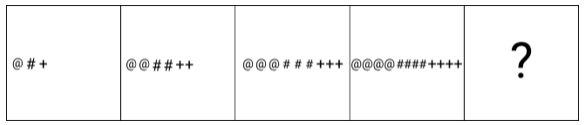 @ # +
@ @ # # + +
@ @ @ # # # + + +
@@@@####++++
?